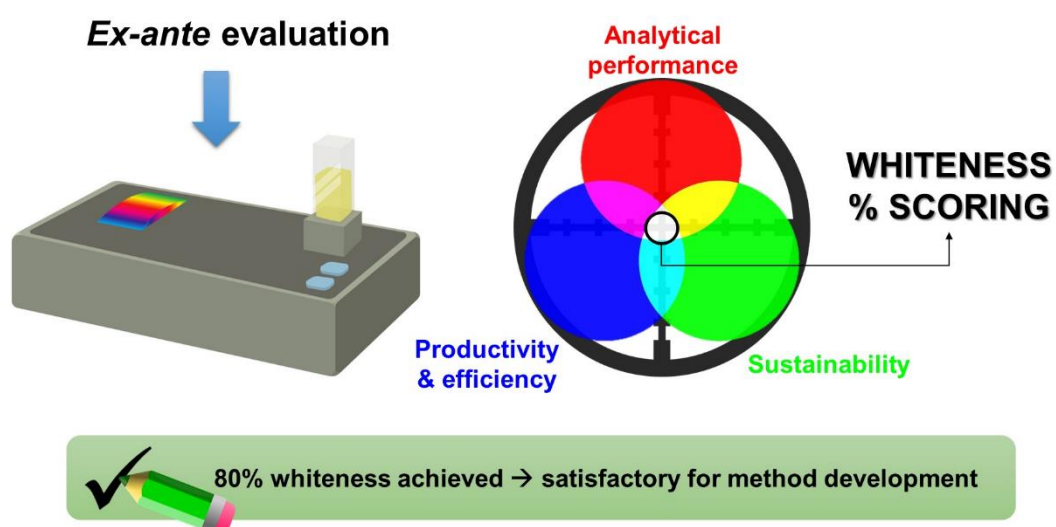 Ex-ante evaluation
Analytical
performance
WHITENESS
% SCORING
Productivity
& efficiency
Sustainability
80% whiteness achieved → satisfactory for method development